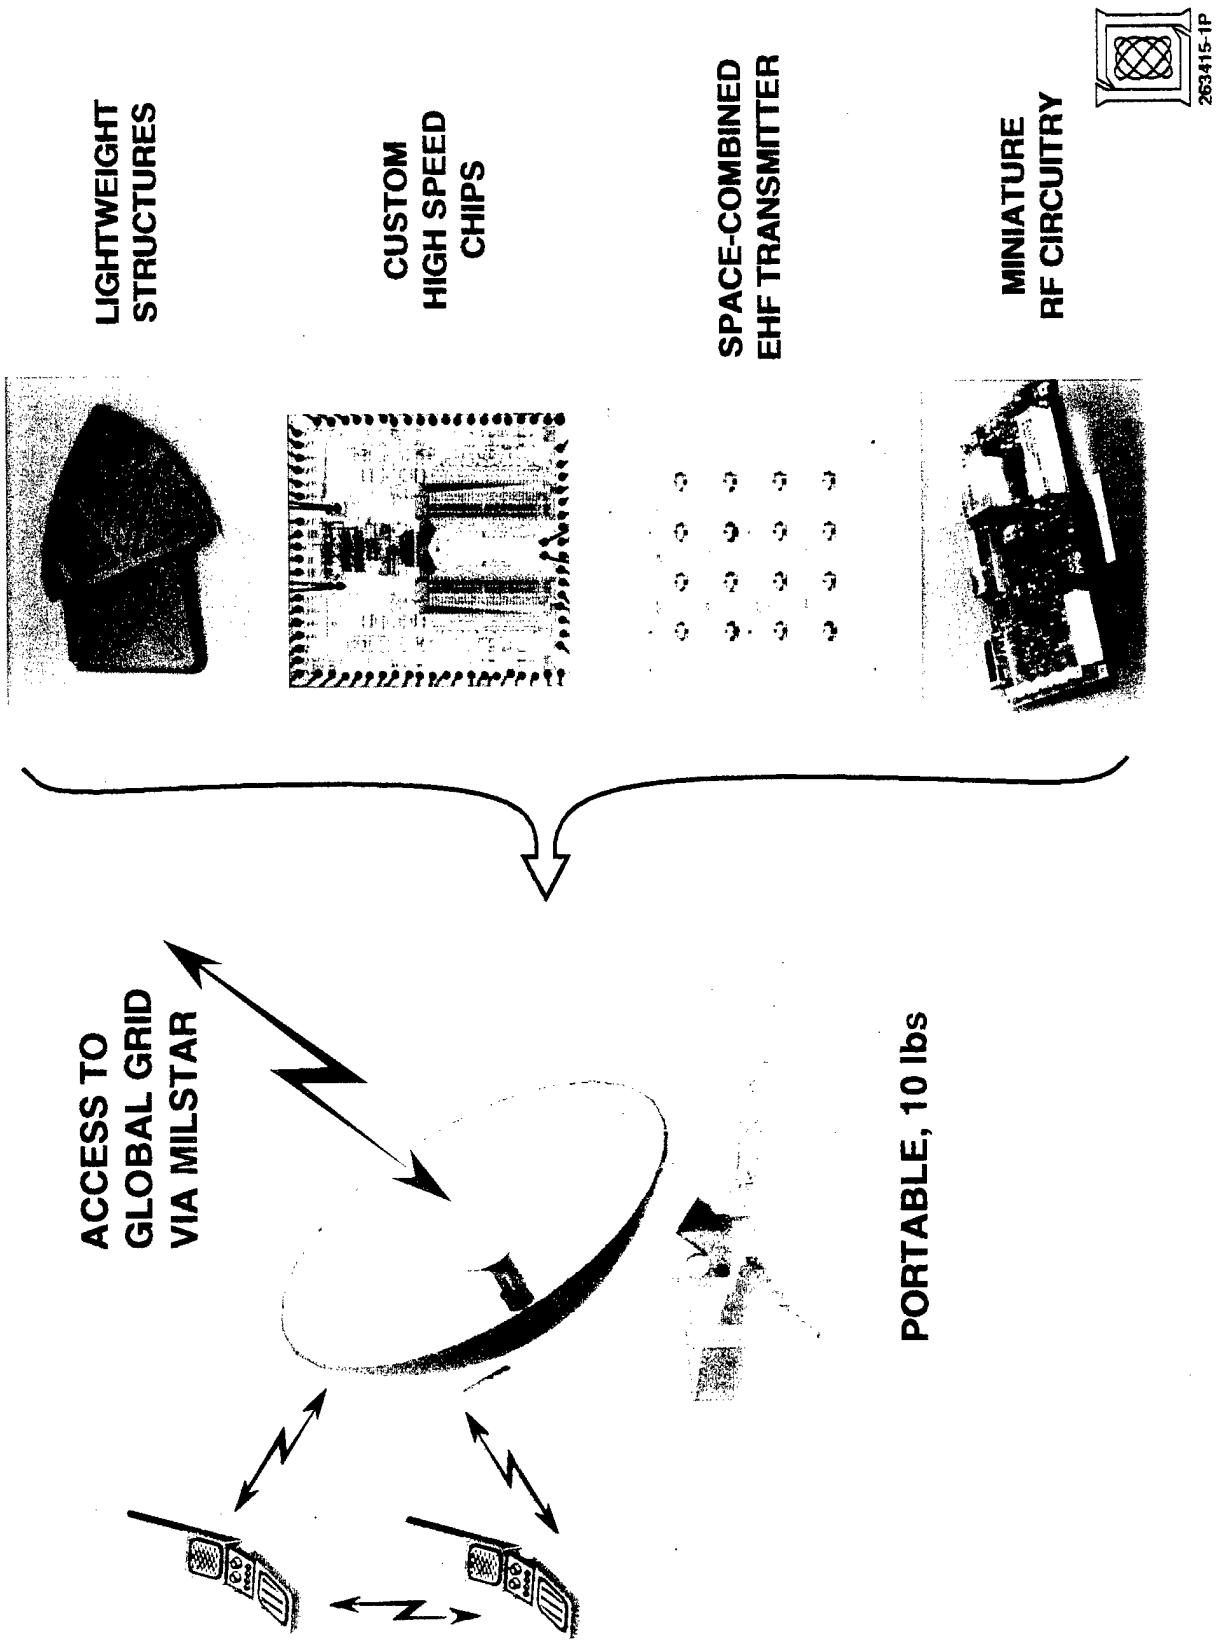 ACCESS TO
GLOBAL GRID
VIA MILSTAR
PORTABLE, 10 lbs
LIGHTWEIGHT
STRUCTURES
CUSTOM
HIGH SPEED
CHIPS
SPACE-COMBINED
EHF TRANSMITTER
MINIATURE
RF CIRCUITRY
263415-1P